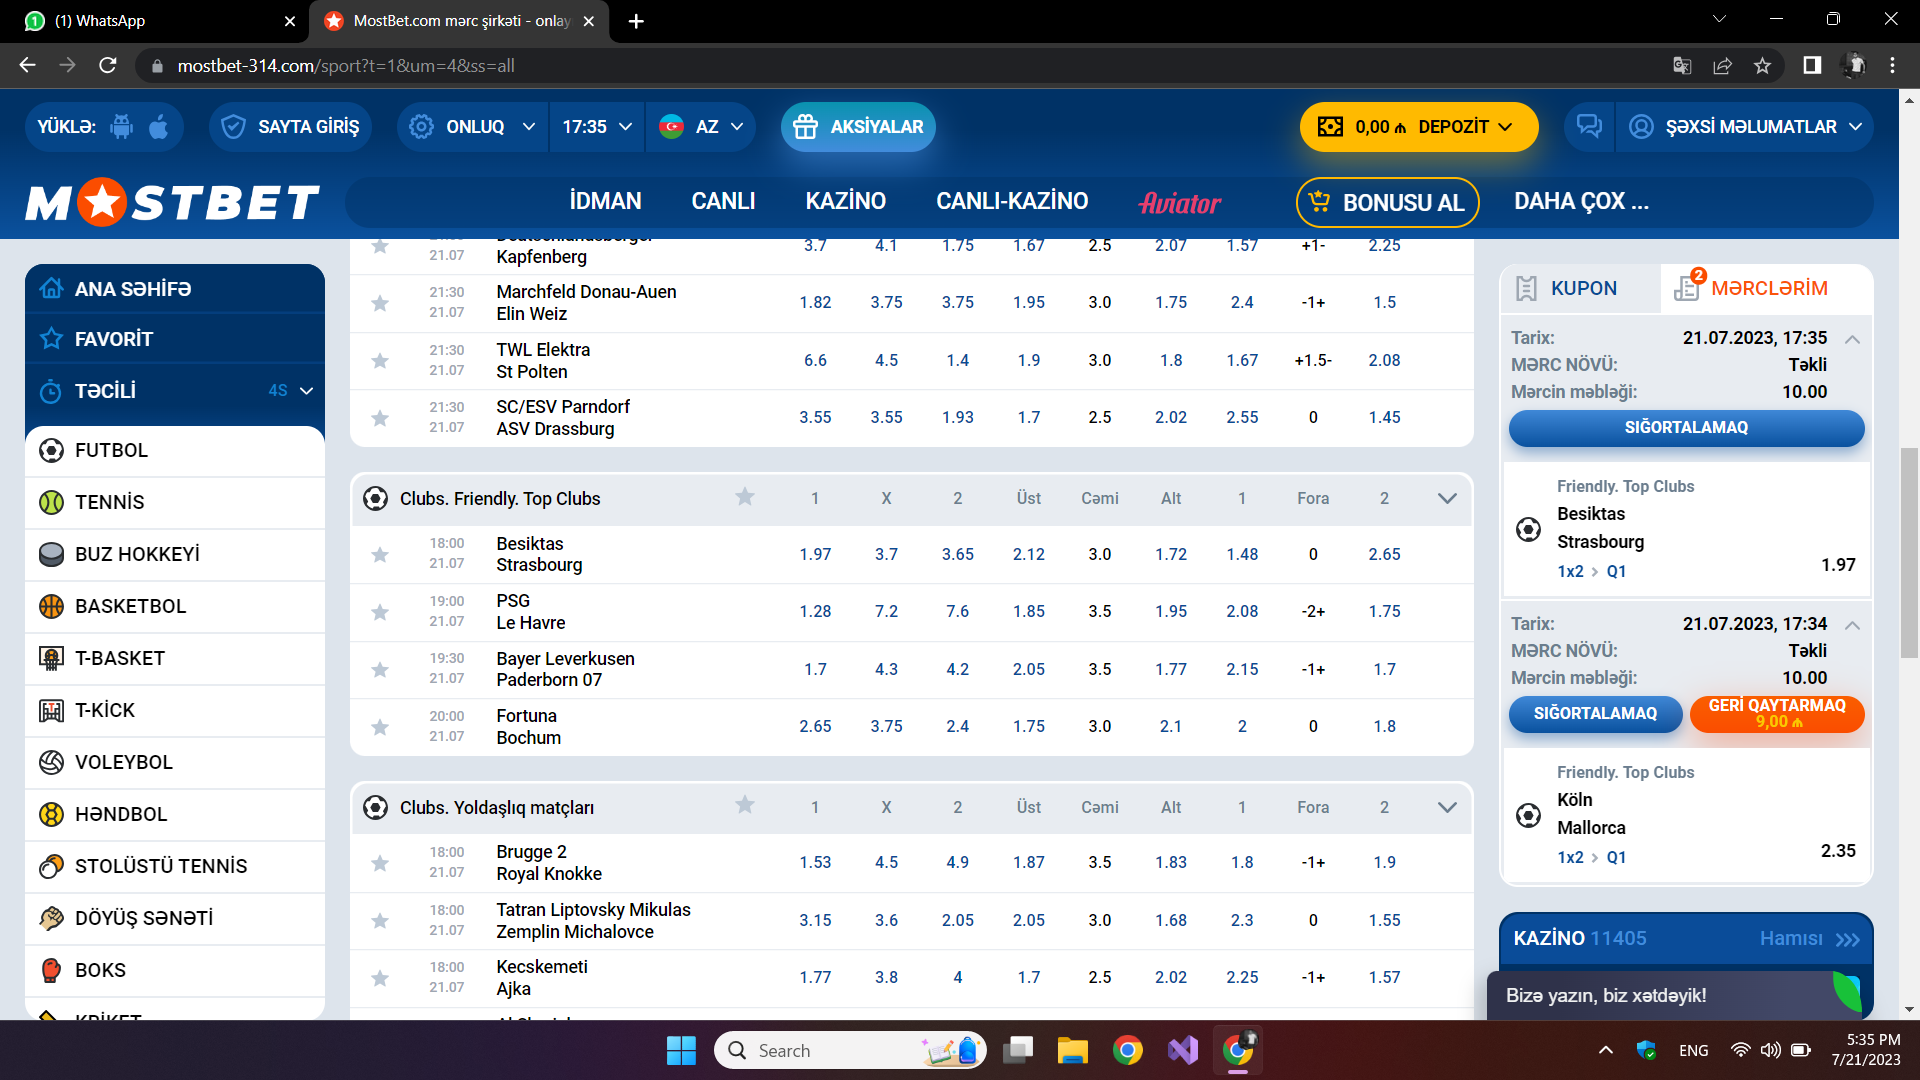 (1) WhatsApp
MostBet.com mərc şirkəti - onlay
mostbet-314.com/sport?t=1&um=4&ss=all
YÜKLƏ:
SAYTA GİRİŞ
ONLUQ
17:35
AZ
AKSİYALAR
0,00 ₼ DEPOZİT
ŞƏXSİ MƏLUMATLAR
MOSTBET
İDMAN
CANLI
KAZİNO
CANLI-KAZİNO
Aviator
BONUSU AL
DAHA ÇOX ...
ANA SƏHİFƏ
FAVORİT
TƏCİLİ 4S
FUTBOL
TENNİS
BUZ HOKKEYİ
BASKETBOL
T-BASKET
T-KİCK
VOLEYBOL
HƏNDBOL
STOLÜSTÜ TENNİS
DÖYÜŞ SƏNƏTİ
BOKS
KRİKET
21.07 Kapfenberg 3.7 4.1 1.75 1.67 2.5 2.07 1.57 +1- 2.25
21:30 Marchfeld Donau-Auen
21.07 Elin Weiz 1.82 3.75 3.75 1.95 3.0 1.75 2.4 -1+ 1.5
21:30 TWL Elektra
21.07 St Polten 6.6 4.5 1.4 1.9 3.0 1.8 1.67 +1.5- 2.08
21:30 SC/ESV Parndorf
21.07 ASV Drassburg 3.55 3.55 1.93 1.7 2.5 2.02 2.55 0 1.45
Clubs. Friendly. Top Clubs 1 X 2 Üst Cəmi Alt 1 Fora 2
18:00 Besiktas
21.07 Strasbourg 1.97 3.7 3.65 2.12 3.0 1.72 1.48 0 2.65
19:00 PSG
21.07 Le Havre 1.28 7.2 7.6 1.85 3.5 1.95 2.08 -2+ 1.75
19:30 Bayer Leverkusen
21.07 Paderborn 07 1.7 4.3 4.2 2.05 3.5 1.77 2.15 -1+ 1.7
20:00 Fortuna
21.07 Bochum 2.65 3.75 2.4 1.75 3.0 2.1 2 0 1.8
Clubs. Yoldaşlıq matçları 1 X 2 Üst Cəmi Alt 1 Fora 2
18:00 Brugge 2
21.07 Royal Knokke 1.53 4.5 4.9 1.87 3.5 1.83 1.8 -1+ 1.9
18:00 Tatran Liptovsky Mikulas
21.07 Zemplin Michalovce 3.15 3.6 2.05 2.05 3.0 1.68 2.3 0 1.55
18:00 Kecskemeti
21.07 Ajka 1.77 3.8 4 1.7 2.5 2.02 2.25 -1+ 1.57
KUPON
2
MƏRCLƏRİM
Tarix: 21.07.2023, 17:35
MƏRC NÖVÜ: Təkli
Mərcin məbləği: 10.00
SIĞORTALAMAQ
Friendly. Top Clubs
Besiktas
Strasbourg
1x2 > Q1 1.97
Tarix: 21.07.2023, 17:34
MƏRC NÖVÜ: Təkli
Mərcin məbləği: 10.00
SIĞORTALAMAQ
GERİ QAYTARMAQ
9,00 ₼
Friendly. Top Clubs
Köln
Mallorca
1x2 > Q1 2.35
KAZİNO 11405 Hamısı
Bizə yazın, biz xətdəyik!
Search
ENG
5:35 PM
7/21/2023